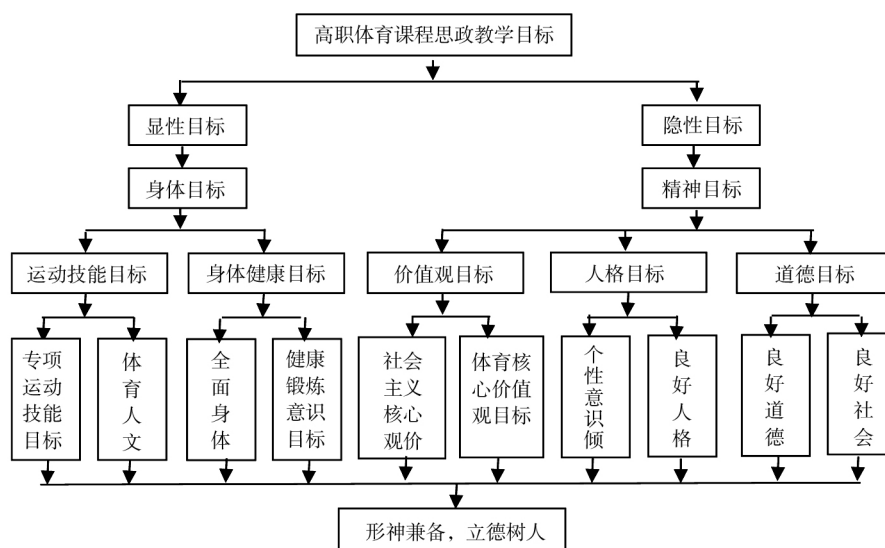 高职体育课程思政教学目标
显性目标
隐性目标
身体目标
精神目标
运动技能目标
身体健康目标
价值观目标
人格目标
道德目标
专项
运动
技能
目标
体
育
人
文
全
面
身
体
健康
锻炼
意识
目标
社会
主义
核心
观价
体育核
心价值
观目标
个
性
意
识
倾
良
好
人
格
良
好
道
德
良
好
社
会
形神兼备，立德树人